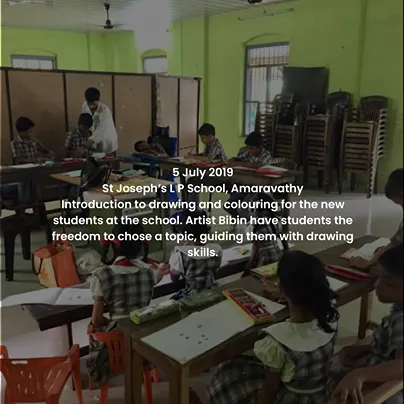 5 July 2019
St Joseph's L P School, Amaravathy
Introduction to drawing and colouring for the new
students at the school. Artist Bibin have students the
freedom to chose a topic, guiding them with drawing
skills.